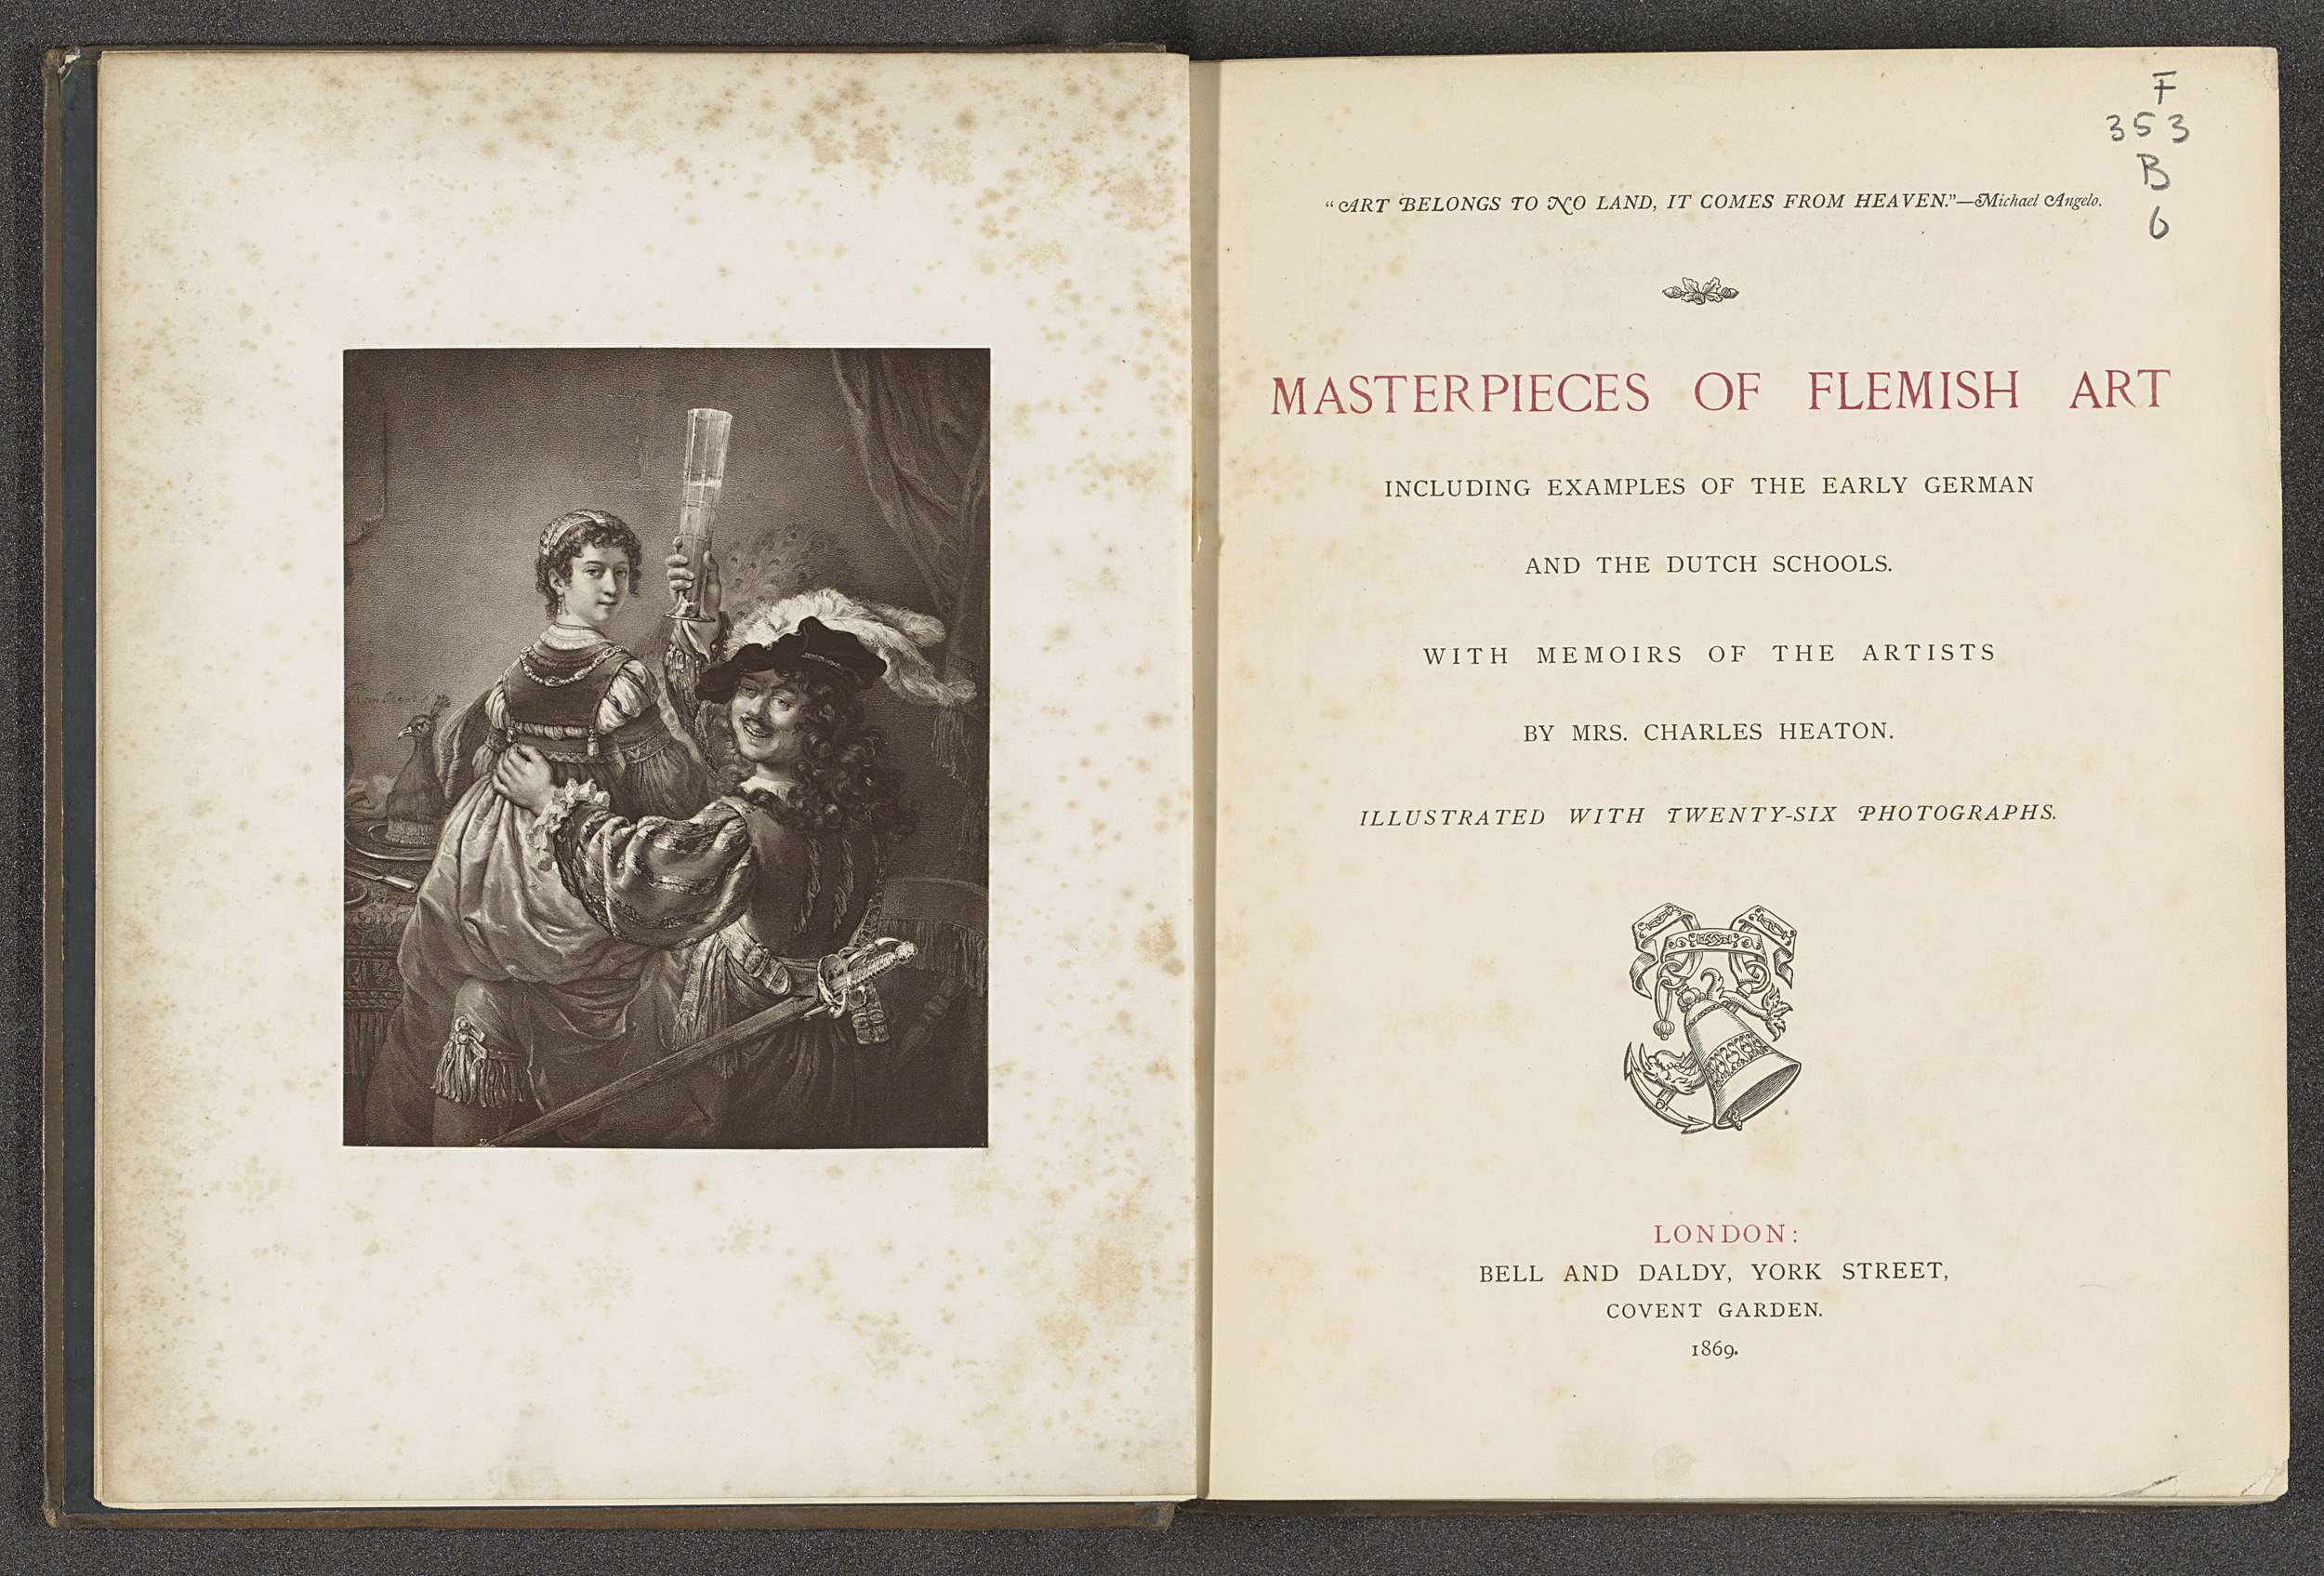 F
353
B
6
"ART BELONGS TO NO LAND, IT COMES FROM HEAVEN."—Michael Angelo.
MASTERPIECES OF FLEMISH ART
INCLUDING EXAMPLES OF THE EARLY GERMAN
AND THE DUTCH SCHOOLS.
WITH MEMOIRS OF THE ARTISTS
BY MRS. CHARLES HEATON.
ILLUSTRATED WITH TWENTY-SIX PHOTOGRAPHS.
LONDON:
BELL AND DALDY, YORK STREET,
COVENT GARDEN.
1869.